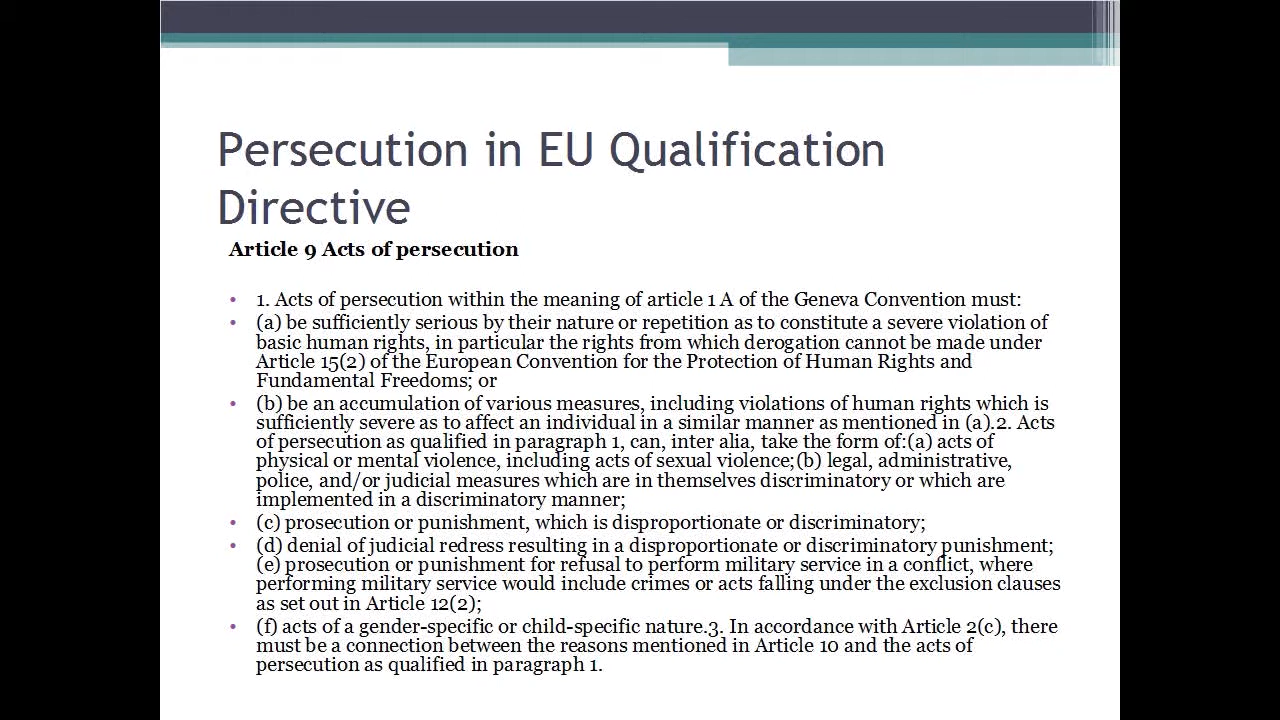 Persecution in EU Qualification
Directive
Article 9 Acts of persecution
• 1. Acts of persecution within the meaning of article 1 A of the Geneva Convention must:
• (a) be sufficiently serious by their nature or repetition as to constitute a severe violation of
basic human rights, in particular the rights from which derogation cannot be made under
Article 15(2) of the European Convention for the Protection of Human Rights and
Fundamental Freedoms; or
• (b) be an accumulation of various measures, including violations of human rights which is
sufficiently severe as to affect an individual in a similar manner as mentioned in (a).2. Acts
of persecution as qualified in paragraph 1, can, inter alia, take the form of:(a) acts of
physical or mental violence, including acts of sexual violence;(b) legal, administrative,
police, and/or judicial measures which are in themselves discriminatory or which are
implemented in a discriminatory manner;
• (c) prosecution or punishment, which is disproportionate or discriminatory;
• (d) denial of judicial redress resulting in a disproportionate or discriminatory punishment;
(e) prosecution or punishment for refusal to perform military service in a conflict, where
performing military service would include crimes or acts falling under the exclusion clauses
as set out in Article 12(2);
• (f) acts of a gender-specific or child-specific nature.3. In accordance with Article 2(c), there
must be a connection between the reasons mentioned in Article 10 and the acts of
persecution as qualified in paragraph 1.